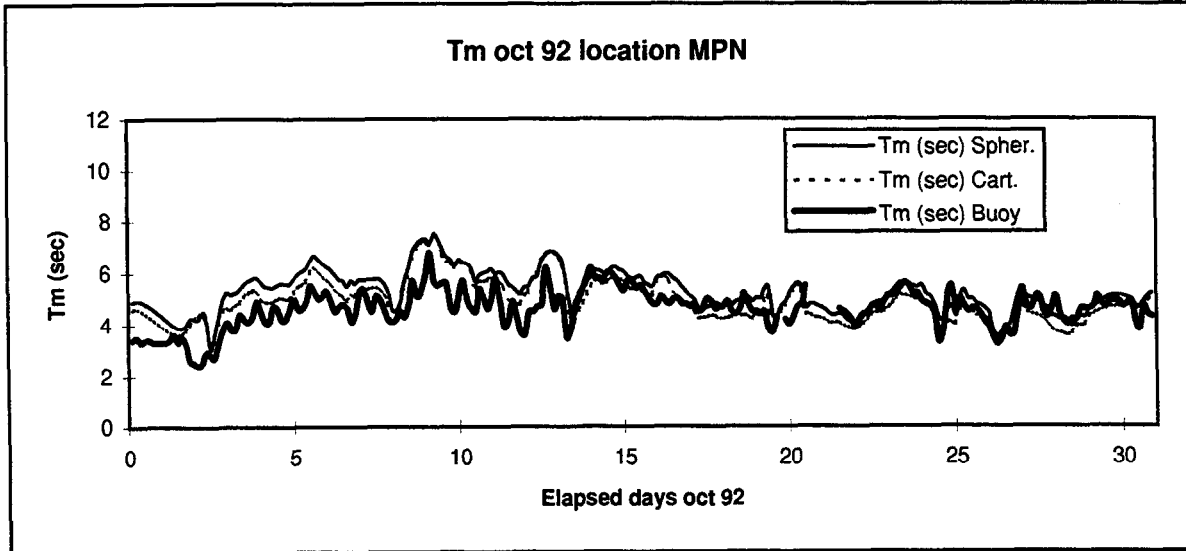 Tm oct 92 location MPN
12
10
8
6
4
2
0
Tm (sec)
Tm (sec) Spher.
Tm (sec) Cart.
Tm (sec) Buoy
0 5 10 15 20 25 30
Elapsed days oct 92